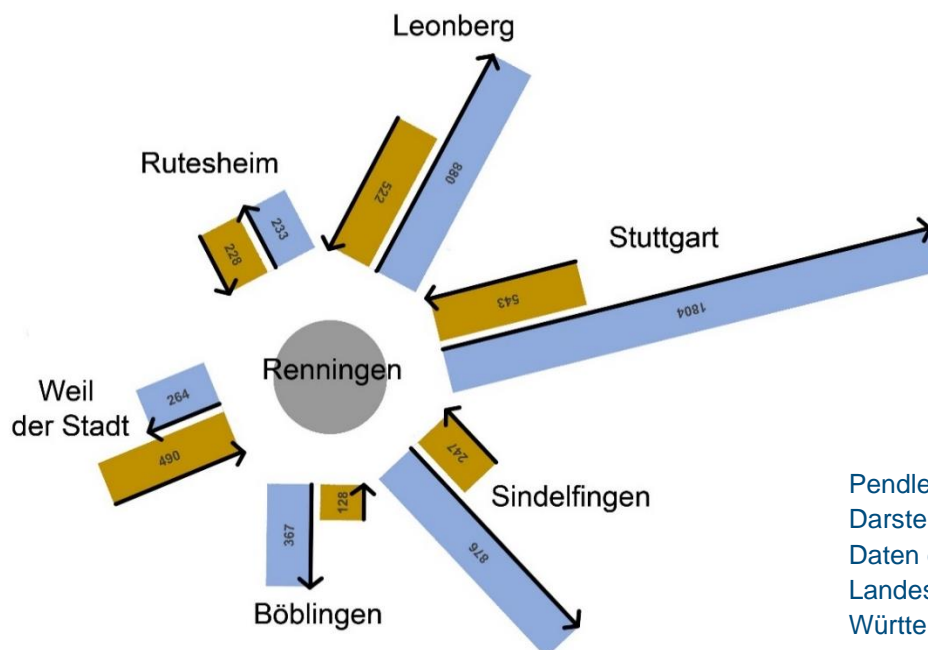 Leonberg
880
522
Rutesheim
233
228
Stuttgart
543
1804
Renningen
Weil
der Stadt
264
490
247
Sindelfingen
876
367
128
Böblingen
Pendle
Darste
Daten
Landes
Württe